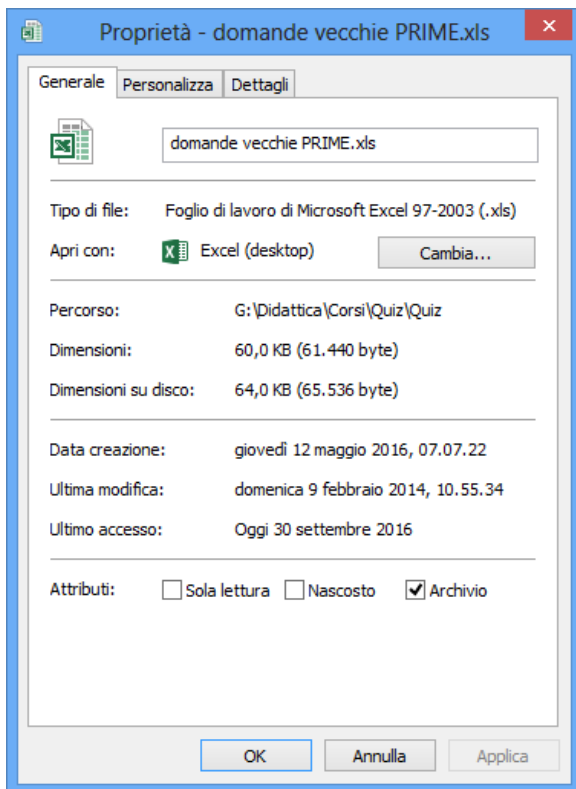 Proprietà - domande vecchie PRIME.xls
Generale Personalizza Dettagli
domande vecchie PRIME.xls
Tipo di file: Foglio di lavoro di Microsoft Excel 97-2003 (.xls)
Apri con: Excel (desktop) Cambia...
Percorso: G:\Didattica\Corsi\Quiz\Quiz
Dimensioni: 60,0 KB (61.440 byte)
Dimensioni su disco: 64,0 KB (65.536 byte)
Data creazione: giovedì 12 maggio 2016, 07.07.22
Ultima modifica: domenica 9 febbraio 2014, 10.55.34
Ultimo accesso: Oggi 30 settembre 2016
Attributi: Sola lettura Nascosto Archivio
OK Annulla Applica